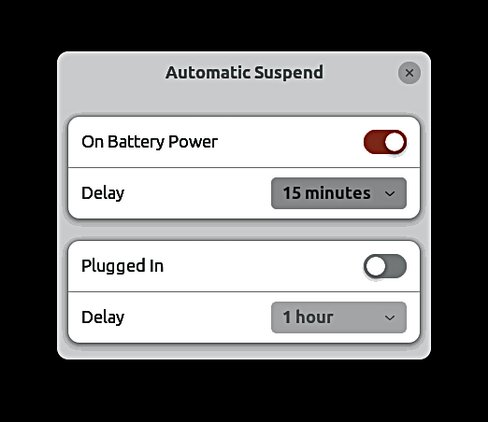 Automatic Suspend
On Battery Power
Delay
15 minutes
Plugged In
Delay
1 hour